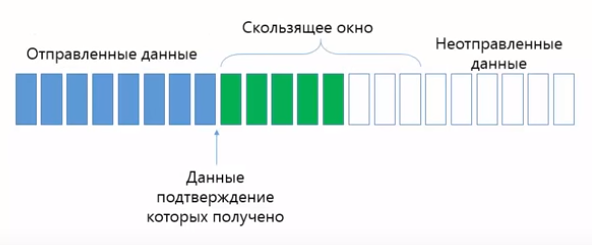 Скользящее окно
Отправленные данные
Неотправленные
данные
Данные
подтверждение
которых получено